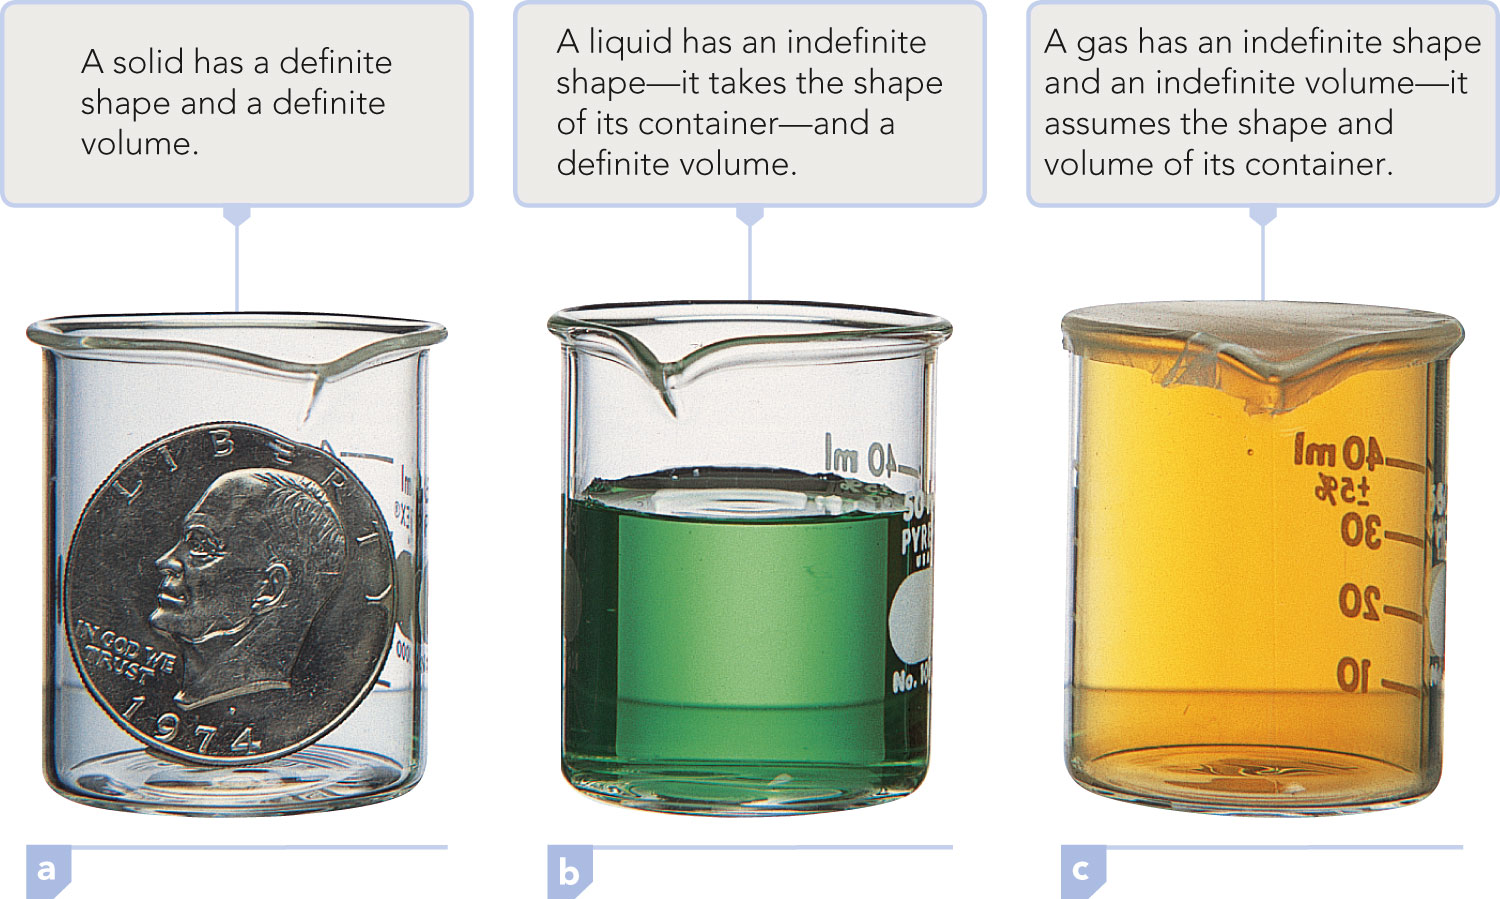 A solid has a definite
shape and a definite
volume.
A liquid has an indefinite
shape—it takes the shape
of its container—and a
definite volume.
A gas has an indefinite shape
and an indefinite volume—it
assumes the shape and
volume of its container.
LIBERTY
IN GOD WE
TRUST
1974
40 ml
PYR
No.
40 ml
±5%
30
20
10
a
b
c